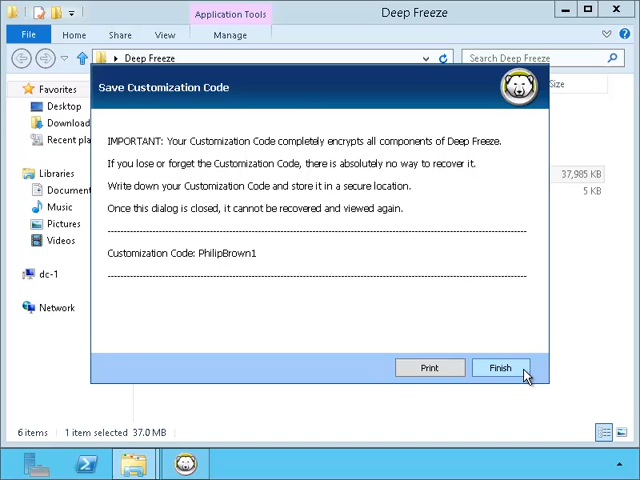 Application Tools
Deep Freeze
File
Home
Share
View
Manage
Deep Freeze
Search Deep Freeze
Save Customization Code
Size
Favorites
Desktop
Download
Recent pla
IMPORTANT: Your Customization Code completely encrypts all components of Deep Freeze.
If you lose or forget the Customization Code, there is absolutely no way to recover it.
37,985 KB
Write down your Customization Code and store it in a secure location.
5 KB
Once this dialog is closed, it cannot be recovered and viewed again.
Libraries
Document
Music
Pictures
Videos
Customization Code: PhilipBrown1
dc-1
Network
Print
Finish
6 items
1 item selected 37.0 MB